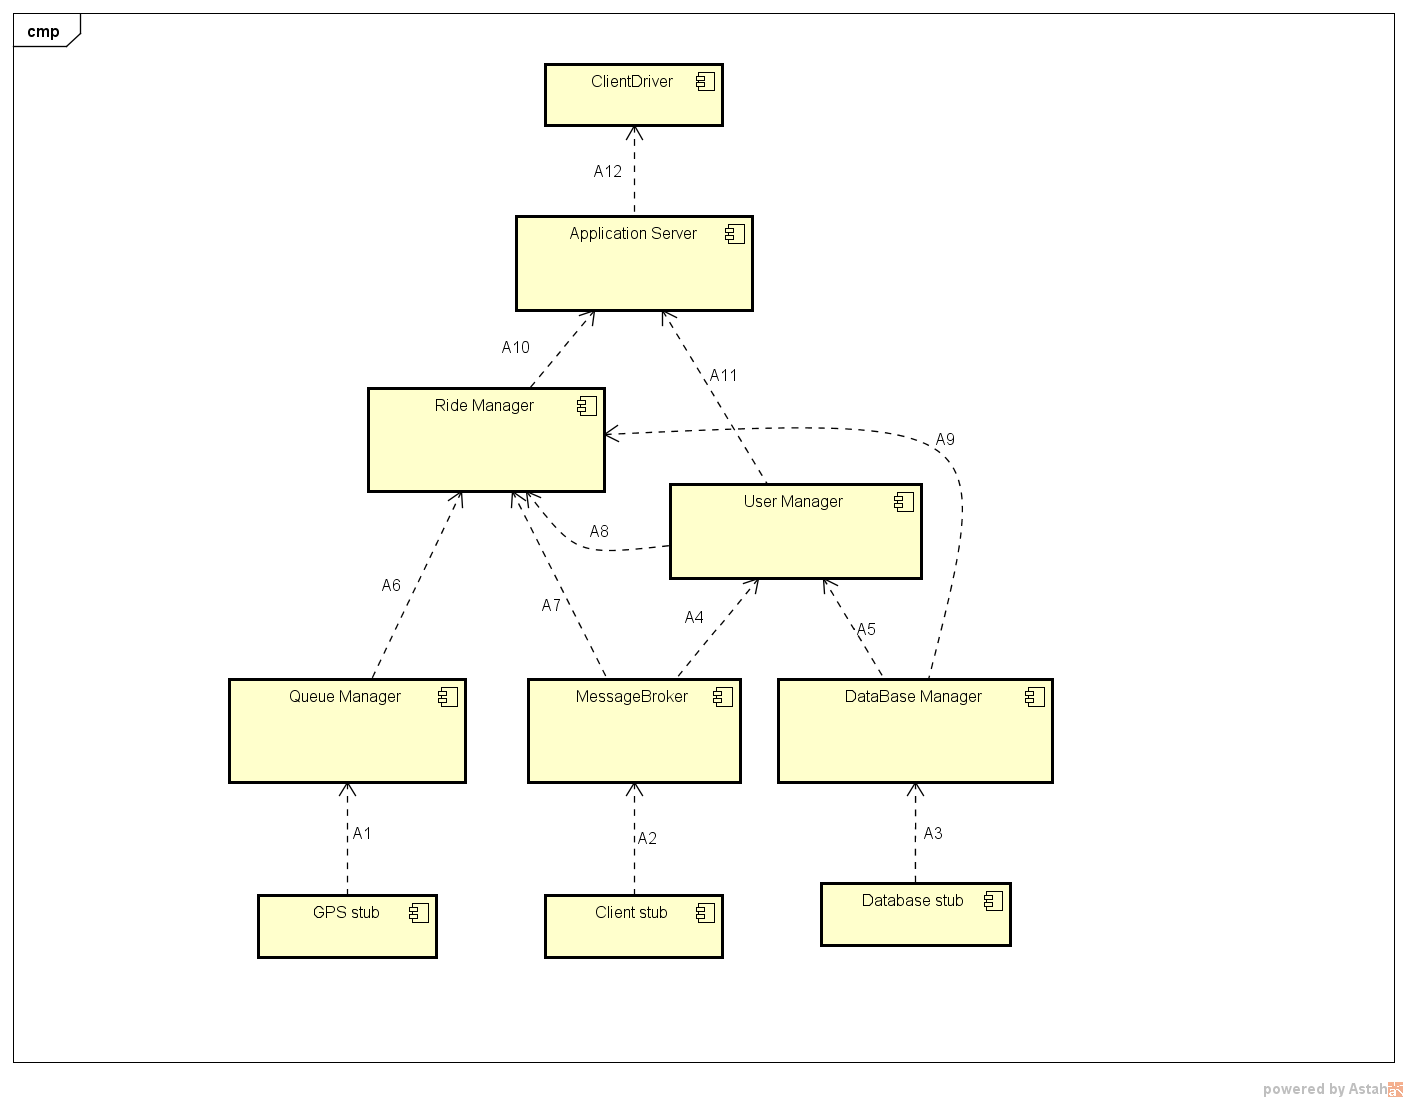 cmp
ClientDriver
A12
Application Server
A10
A11
Ride Manager
A9
User Manager
A8
A6
A7
A4
A5
Queue Manager
MessageBroker
DataBase Manager
A1
A2
A3
GPS stub
Client stub
Database stub
powered by Astah